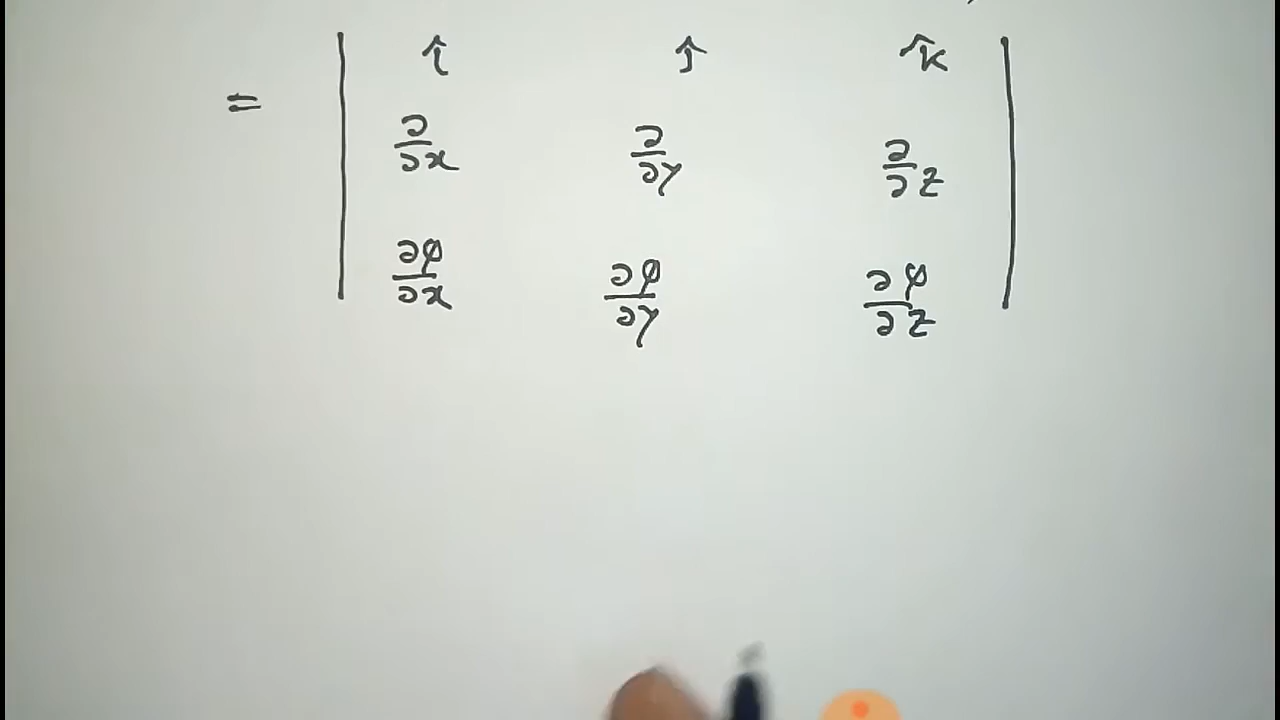 = | î ĵ k̂ |
| ∂/∂x ∂/∂y ∂/∂z |
| ∂φ/∂x ∂φ/∂y ∂φ/∂z |